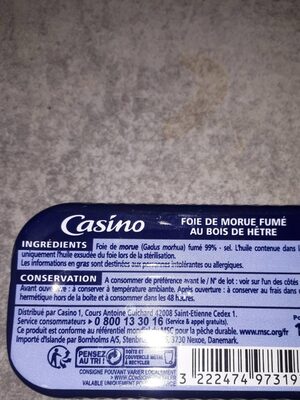 Casino
FOIE DE MORUE FUMÉ
AU BOIS DE HÊTRE
INGRÉDIENTS Foie de morue (Gadus morhua) fumé 99% - sel. L'huile contenue dans
uniquement l'huile exsudée du foie lors de la stérilisation.
Les informations en gras sont destinées aux personnes intolérantes ou allergiques.
CONSERVATION À consommer de préférence avant le / N° de lot : voir sur l'un des côtés
Avant ouverture : à conserver à température ambiante. Après ouverture : à conserver au frais dans
hermétique hors de la boîte et à consommer dans les 48 heures.
Distribué par Casino 1, Cours Antoine Guichard 42008 Saint-Etienne Cedex 1.
Service consommateurs 0 800 13 30 16 (Service & appel gratuits).
Ce produit est conforme au référentiel MSC pour la pêche durable. www.msc.org/fr
Importé d'Islande par Bornholms A/S, 3730 Nexoe, Danemark.
PENSEZ
AU TRI !
BOÎTE ET
COUVERCLE MÉTAL
À RECYCLER
CONSIGNE POUVANT VARIER LOCALEMENT
3 222474 97319